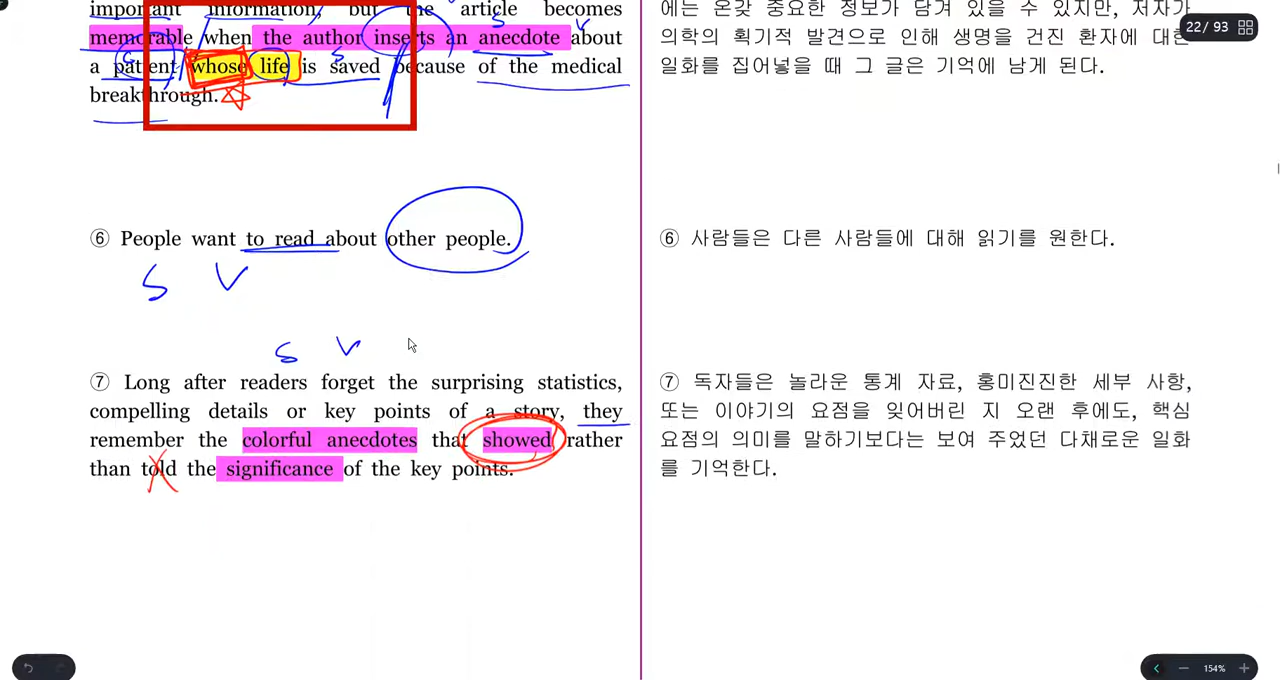 important information, but the article becomes
memorable when the author inserts an anecdote about
a patient whose life is saved because of the medical
breakthrough.
⑥ People want to read about other people.
S V
S V
⑦ Long after readers forget the surprising statistics,
compelling details or key points of a story, they
remember the colorful anecdotes that showed rather
than told the significance of the key points.
에는 온갖 중요한 정보가 담겨 있을 수 있지만, 저자가
의학의 획기적 발견으로 인해 생명을 건진 환자에 대한
일화를 집어넣을 때 그 글은 기억에 남게 된다.
⑥ 사람들은 다른 사람들에 대해 읽기를 원한다.
⑦ 독자들은 놀라운 통계 자료, 흥미진진한 세부 사항,
또는 이야기의 요점을 잊어버린 지 오랜 후에도, 핵심
요점의 의미를 말하기보다는 보여 주었던 다채로운 일화
를 기억한다.
22 / 93
154%